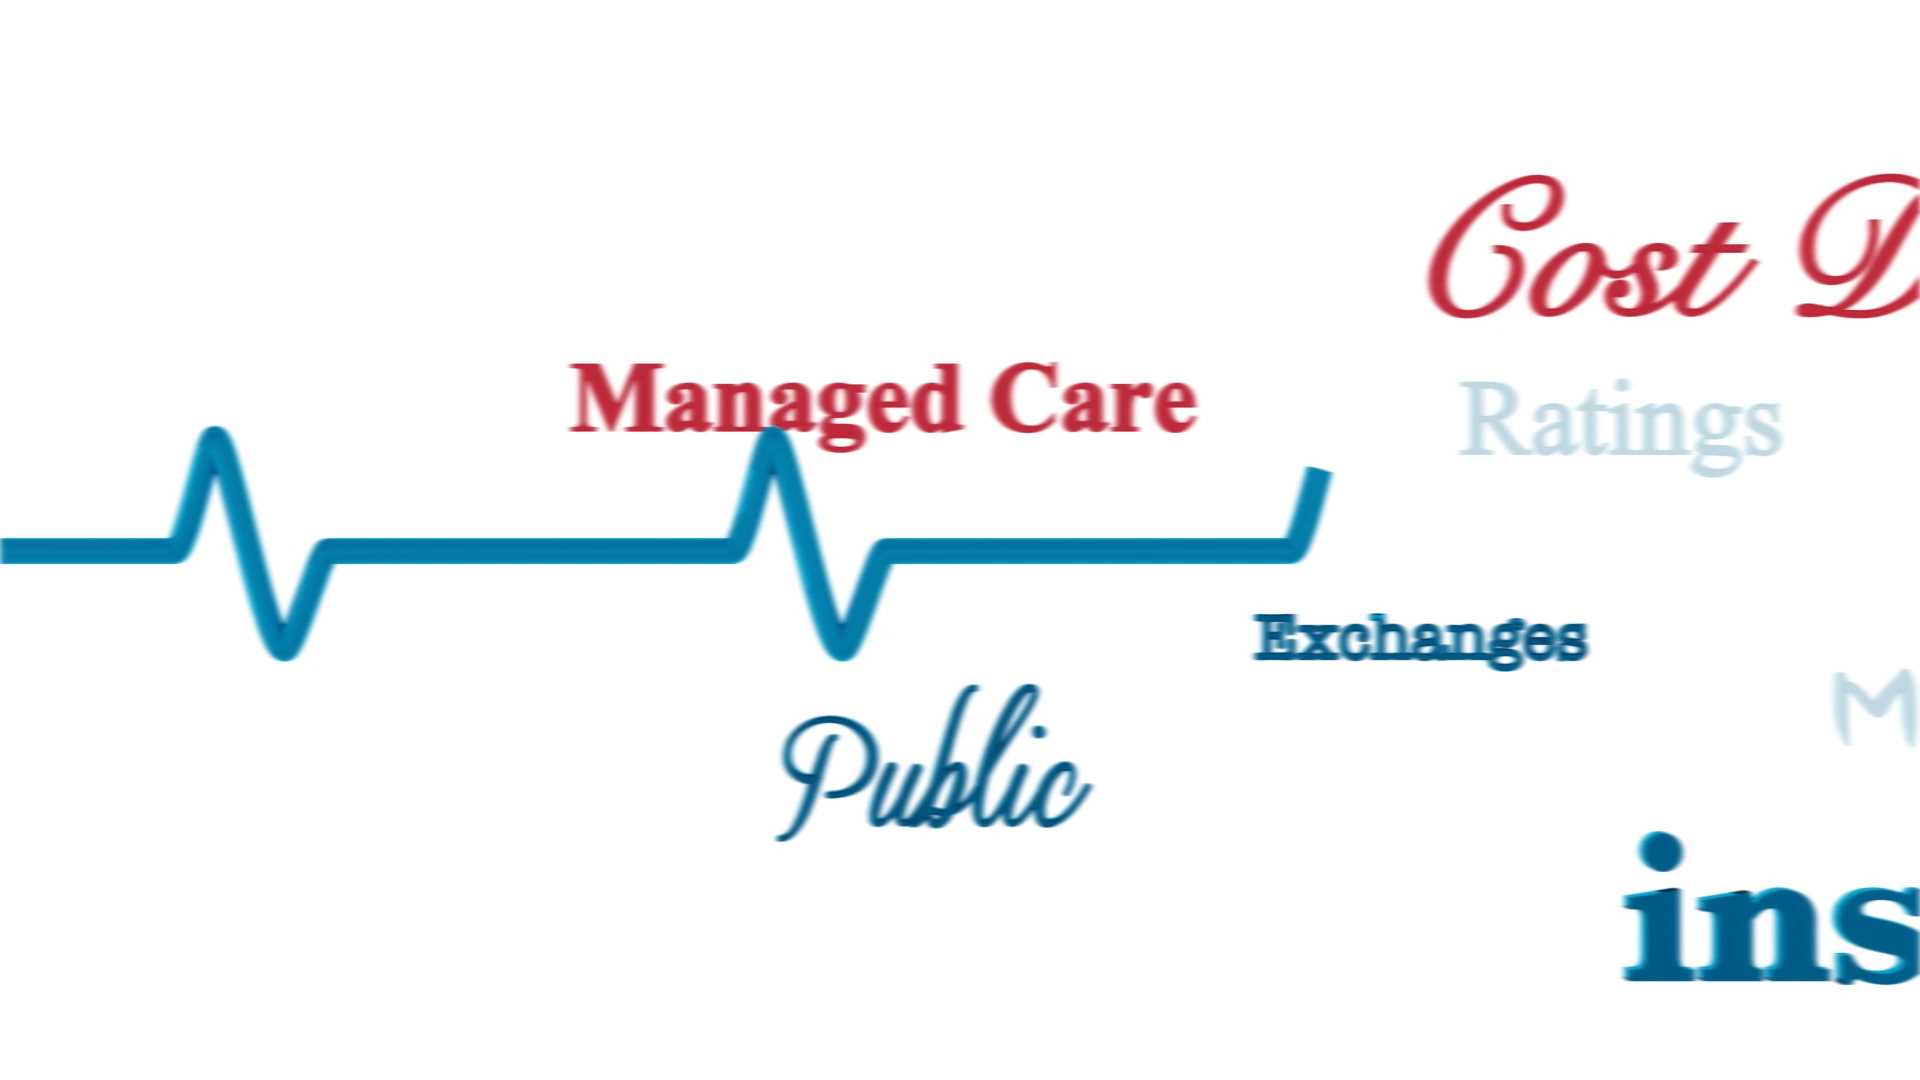 Cost D
Managed Care
Ratings
Exchanges
M
Public
ins